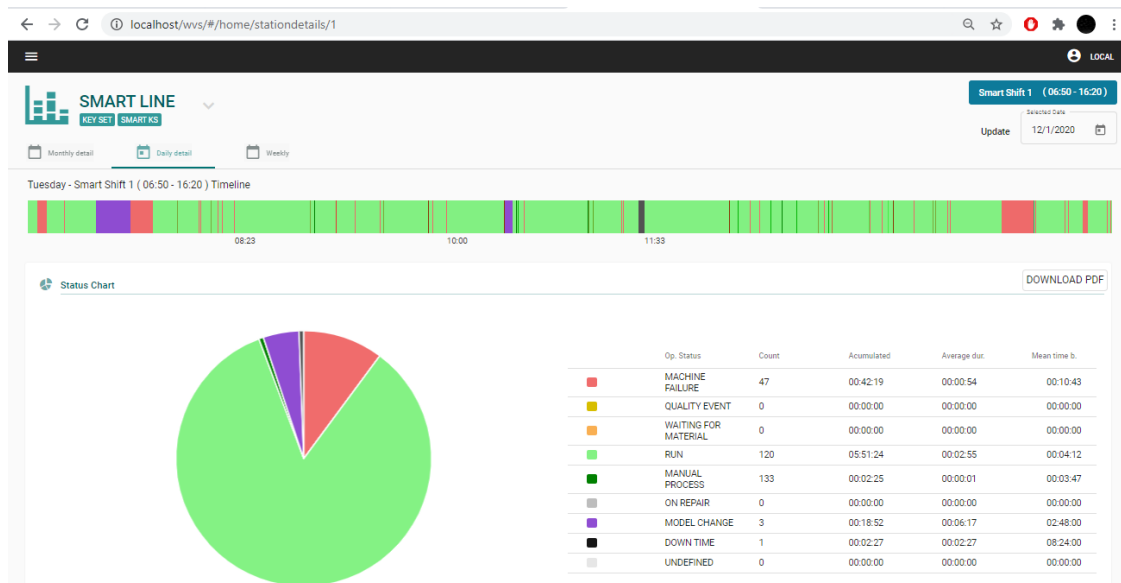 localhost/wvs/#/home/stationdetails/1
LOCAL
SMART LINE
KEY SET SMART KS
Smart Shift 1 ( 06:50 - 16:20 )
Selected Date
Update 12/1/2020
Monthly detail Daily detail Weekly
Tuesday - Smart Shift 1 ( 06:50 - 16:20 ) Timeline
08:23 10:00 11:33
Status Chart
DOWNLOAD PDF
Op. Status Count Acumulated Average dur. Mean time b.
MACHINE
FAILURE 47 00:42:19 00:00:54 00:10:43
QUALITY EVENT 0 00:00:00 00:00:00 00:00:00
WAITING FOR
MATERIAL 0 00:00:00 00:00:00 00:00:00
RUN 120 05:51:24 00:02:55 00:04:12
MANUAL
PROCESS 133 00:02:25 00:00:01 00:03:47
ON REPAIR 0 00:00:00 00:00:00 00:00:00
MODEL CHANGE 3 00:18:52 00:06:17 02:48:00
DOWN TIME 1 00:02:27 00:02:27 08:24:00
UNDEFINED 0 00:00:00 00:00:00 00:00:00